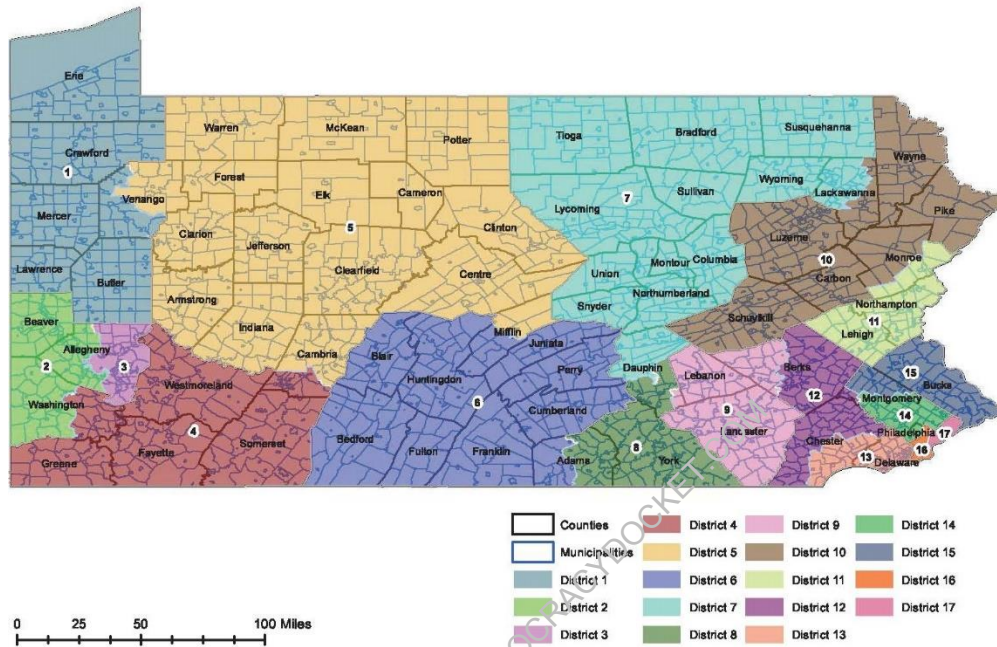 Erie
Warren
McKean
Potter
Tioga
Bradford
Susquehanna
Wayne
Crawford
1
Forest
Venango
Elk
Cameron
Wyoming
Lackawanna
Sullivan
7
Lycoming
Pike
Mercer
Clarion
Jefferson
5
Clinton
Luzerne
10
Monroe
Lawrence
Butler
Clearfield
Centre
Union
Montour
Columbia
Carbon
Armstrong
Snyder
Northumberland
Northampton
Beaver
Indiana
Schuylkill
11
Lehigh
Allegheny
Cambria
Mifflin
Juniata
2
3
Blair
Huntingdon
Perry
Dauphin
Lebanon
Berks
15
Bucks
Washington
Westmoreland
6
Cumberland
9
12
Montgomery
14
4
Bedford
Lancaster
Philadelphia
17
Greene
Fayette
Somerset
Fulton
Franklin
Adams
8
York
Chester
13
Delaware
16
OCRACYDOCKET
M
Counties
District 4
District 9
District 14
Municipalities
District 5
District 10
District 15
District 1
District 6
District 11
District 16
District 2
District 7
District 12
District 17
District 3
District 8
District 13
0 25 50 100 Miles